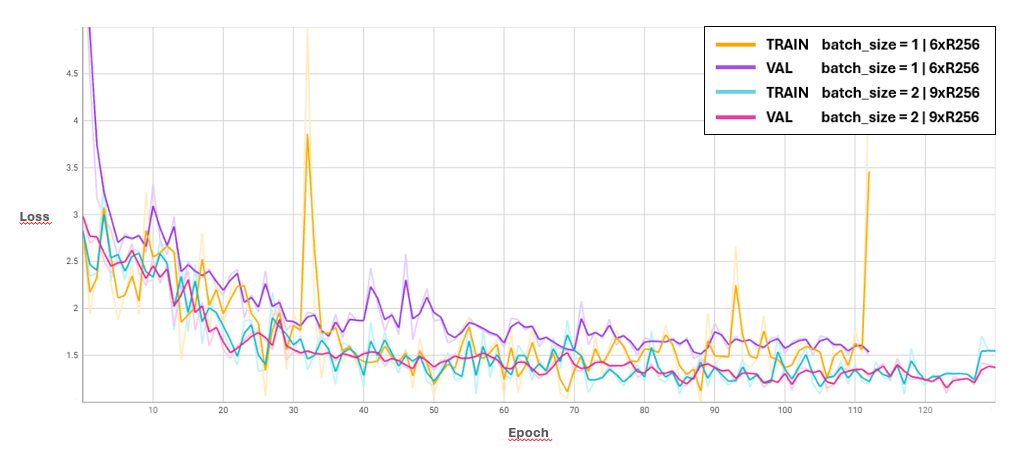 TRAIN batch_size = 1 | 6xR256
VAL batch_size = 1 | 6xR256
TRAIN batch_size = 2 | 9xR256
VAL batch_size = 2 | 9xR256
4.5
4
3.5
3
2.5
2
1.5
Loss
10 20 30 40 50 60 70 80 90 100 110 120
Epoch